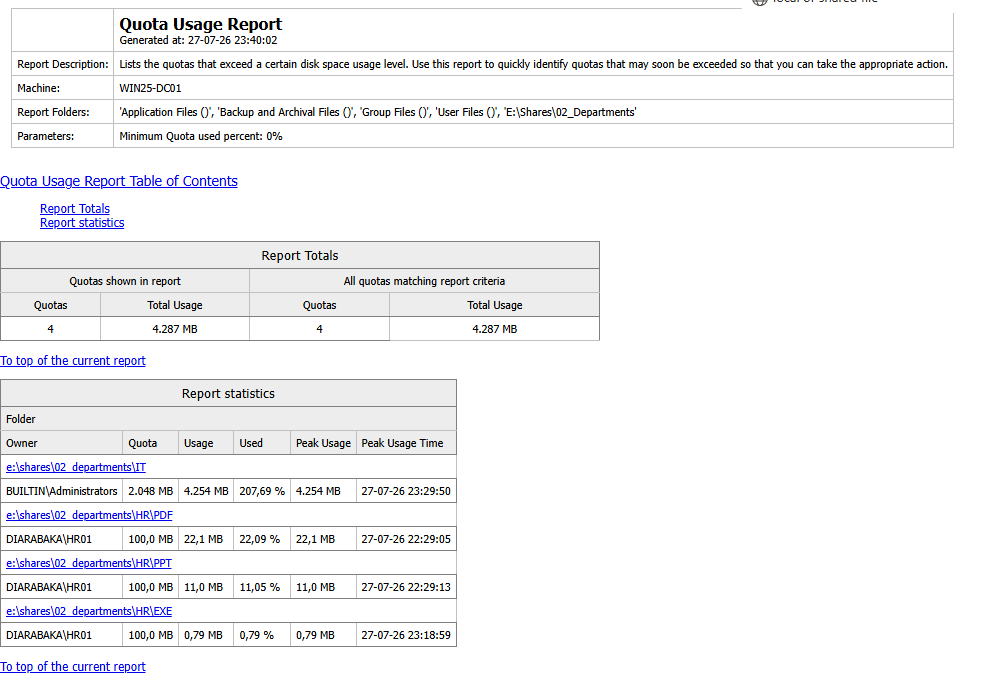 local or shared file
Quota Usage Report
Generated at: 27-07-26 23:40:02
Report Description: Lists the quotas that exceed a certain disk space usage level. Use this report to quickly identify quotas that may soon be exceeded so that you can take the appropriate action.
Machine: WIN25-DC01
Report Folders: 'Application Files ()', 'Backup and Archival Files ()', 'Group Files ()', 'User Files ()', 'E:\Shares\02_Departments'
Parameters: Minimum Quota used percent: 0%
Quota Usage Report Table of Contents
Report Totals
Report statistics
Report Totals
Quotas shown in report All quotas matching report criteria
Quotas Total Usage Quotas Total Usage
4 4.287 MB 4 4.287 MB
To top of the current report
Report statistics
Folder
Owner Quota Usage Used Peak Usage Peak Usage Time
e:\shares\02_departments\IT
BUILTIN\Administrators 2.048 MB 4.254 MB 207,69 % 4.254 MB 27-07-26 23:29:50
e:\shares\02_departments\HR\PDF
DIARABAKA\HR01 100,0 MB 22,1 MB 22,09 % 22,1 MB 27-07-26 22:29:05
e:\shares\02_departments\HR\PPT
DIARABAKA\HR01 100,0 MB 11,0 MB 11,05 % 11,0 MB 27-07-26 22:29:13
e:\shares\02_departments\HR\EXE
DIARABAKA\HR01 100,0 MB 0,79 MB 0,79 % 0,79 MB 27-07-26 23:18:59
To top of the current report